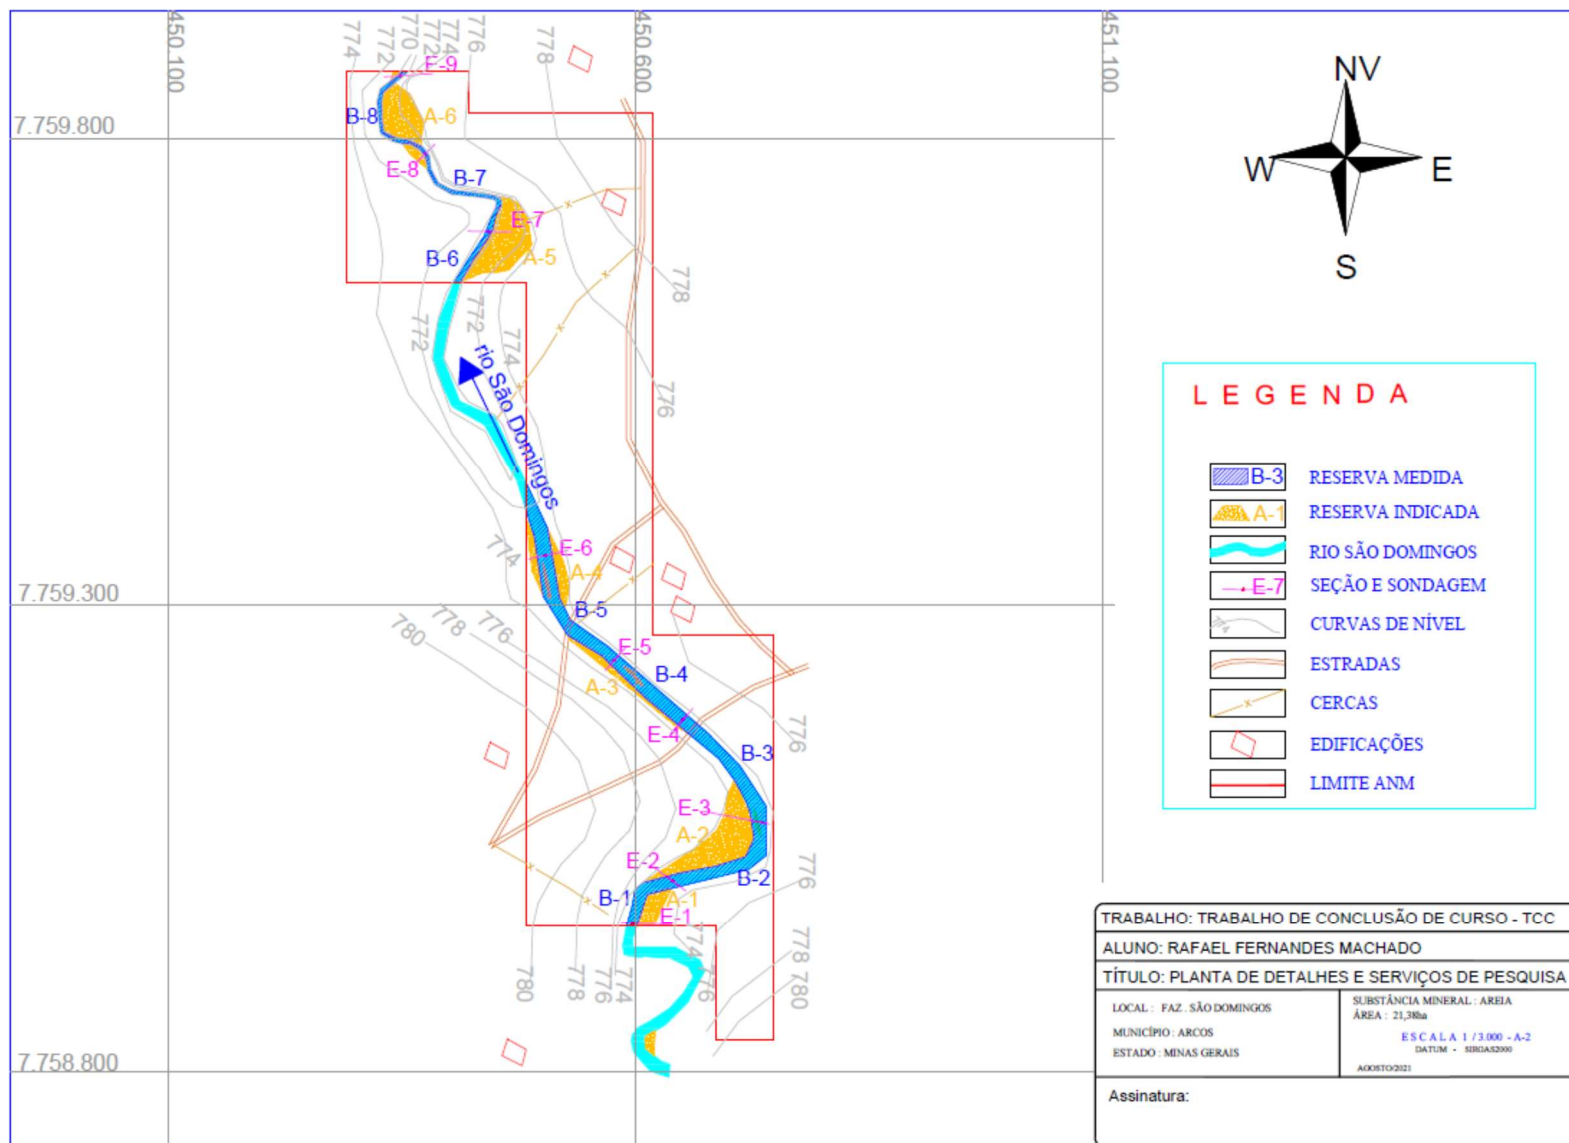 450.100
450.600
451.100
774
772
770
772
774
776
778
E-9
B-8
A-6
7.759.800
E-8
B-7
E-7
B-6
A-5
778
772
772
774
rio São Domingos
776
774
E-6
A-4
7.759.300
B-5
780
778
776
E-5
B-4
A-3
E-4
776
B-3
E-3
A-2
E-2
B-2
776
B-1
A-1
E-1
780
778
776
774
774
776
778
780
7.758.800
NV
W
E
S
LEGENDA
B-3 RESERVA MEDIDA
A-1 RESERVA INDICADA
RIO SÃO DOMINGOS
E-7 SEÇÃO E SONDAGEM
774 CURVAS DE NÍVEL
ESTRADAS
x CERCAS
EDIFICAÇÕES
LIMITE ANM
TRABALHO: TRABALHO DE CONCLUSÃO DE CURSO - TCC
ALUNO: RAFAEL FERNANDES MACHADO
TÍTULO: PLANTA DE DETALHES E SERVIÇOS DE PESQUISA
LOCAL : FAZ. SÃO DOMINGOS
MUNICÍPIO : ARCOS
ESTADO : MINAS GERAIS
SUBSTÂNCIA MINERAL : AREIA
ÁREA : 21,38ha
ESCALA 1 / 3.000 - A-2
DATUM - SIRGAS2000
AGOSTO/2021
Assinatura: